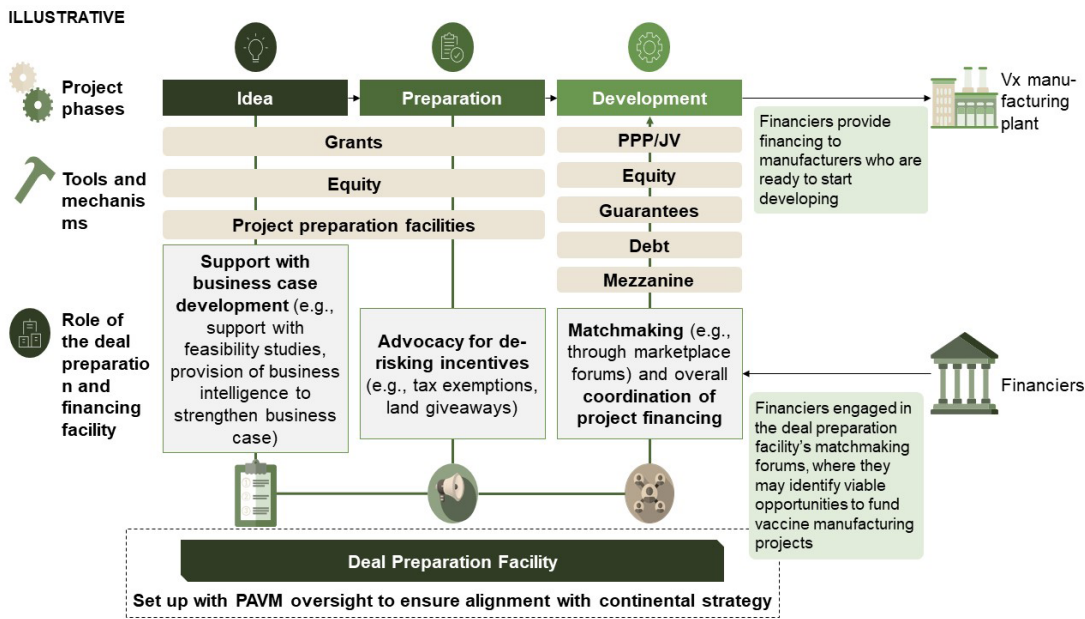 ILLUSTRATIVE
Project
phases
Idea
Preparation
Development
Vx manu-
facturing
plant
Financiers provide
financing to
manufacturers who are
ready to start
developing
Tools and
mechanis
ms
Grants
Equity
Project preparation facilities
PPP/JV
Equity
Guarantees
Debt
Mezzanine
Role of
the deal
preparatio
n and
financing
facility
Support with
business case
development (e.g.,
support with
feasibility studies,
provision of business
intelligence to
strengthen business
case)
Advocacy for de-
risking incentives
(e.g., tax exemptions,
land giveaways)
Matchmaking (e.g.,
through marketplace
forums) and overall
coordination of
project financing
Financiers
Financiers engaged in
the deal preparation
facility’s matchmaking
forums, where they
may identify viable
opportunities to fund
vaccine manufacturing
projects
Deal Preparation Facility
Set up with PAVM oversight to ensure alignment with continental strategy